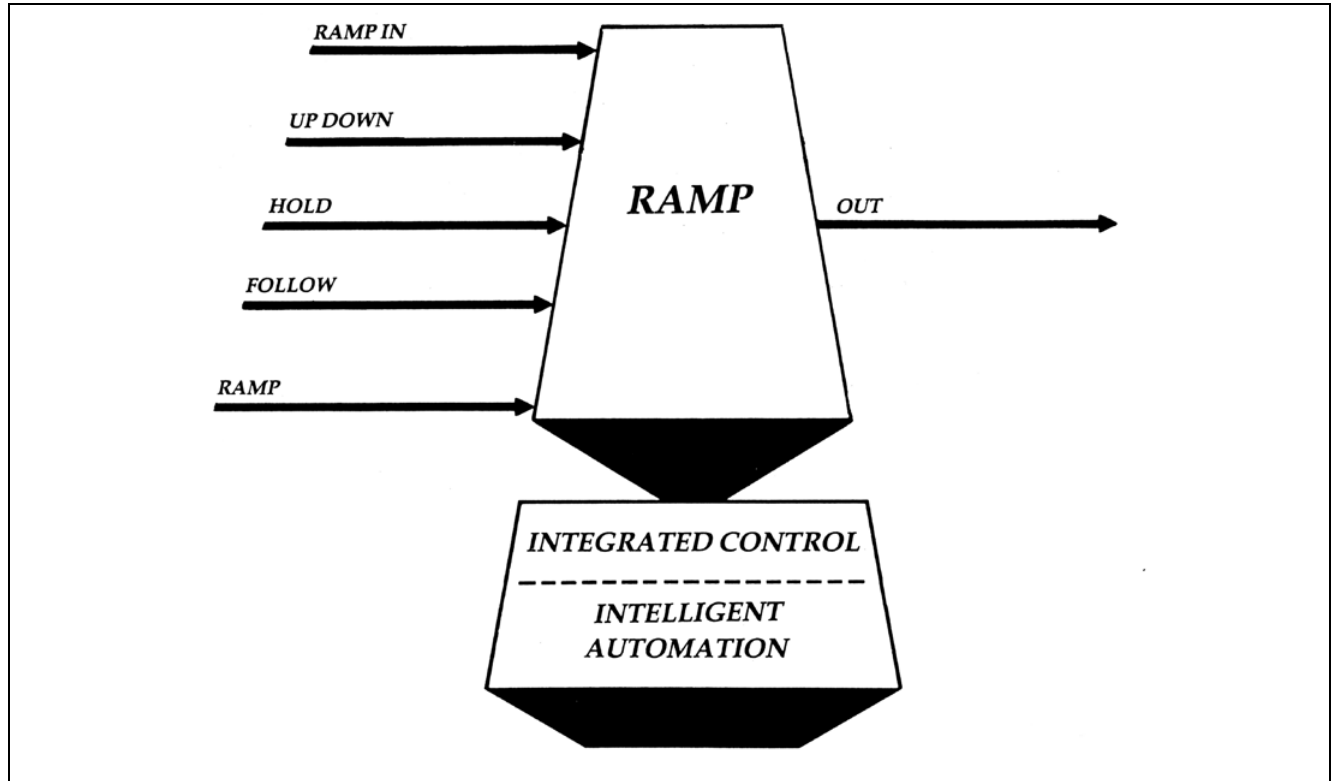 RAMP IN
UP DOWN
HOLD
FOLLOW
RAMP
RAMP
OUT
INTEGRATED CONTROL
INTELLIGENT
AUTOMATION